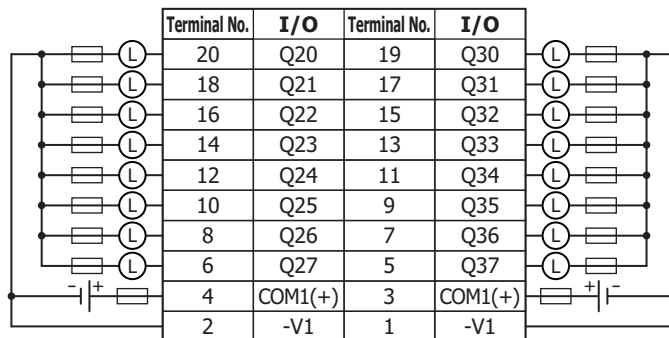 Terminal No. I/O Terminal No. I/O
L 20 Q20 19 Q30 L
L 18 Q21 17 Q31 L
L 16 Q22 15 Q32 L
L 14 Q23 13 Q33 L
L 12 Q24 11 Q34 L
L 10 Q25 9 Q35 L
L 8 Q26 7 Q36 L
L 6 Q27 5 Q37 L
- + 4 COM1(+) 3 COM1(+) + -
2 -V1 1 -V1